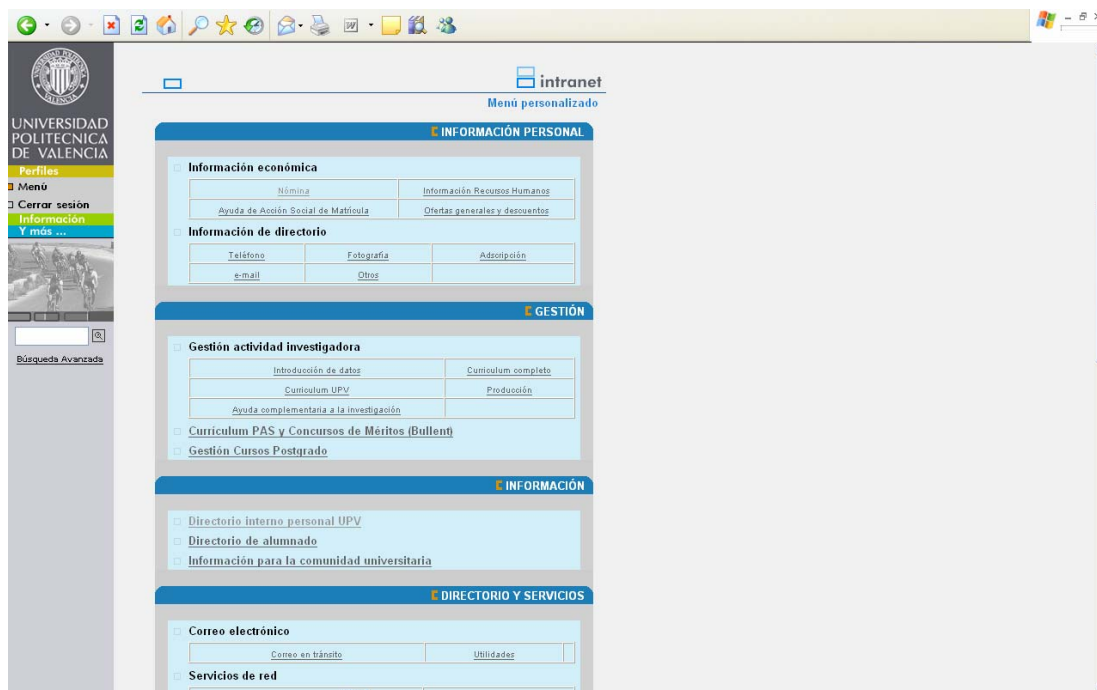 intranet
Menú personalizado
UNIVERSIDAD
POLITECNICA
DE VALENCIA
Perfiles
Menú
Cerrar sesión
Información
Y más ...
Búsqueda Avanzada
INFORMACIÓN PERSONAL
Información económica
Nómina Información Recursos Humanos
Ayuda de Acción Social de Matrícula Ofertas generales y descuentos
Información de directorio
Teléfono Fotografía Adscripción
e-mail Otros
GESTIÓN
Gestión actividad investigadora
Introducción de datos Curriculum completo
Curriculum UPV Producción
Ayuda complementaria a la investigación
Currículum PAS y Concursos de Méritos (Bullent)
Gestión Cursos Postgrado
INFORMACIÓN
Directorio interno personal UPV
Directorio de alumnado
Información para la comunidad universitaria
DIRECTORIO Y SERVICIOS
Correo electrónico
Correo en tránsito Utilidades
Servicios de red